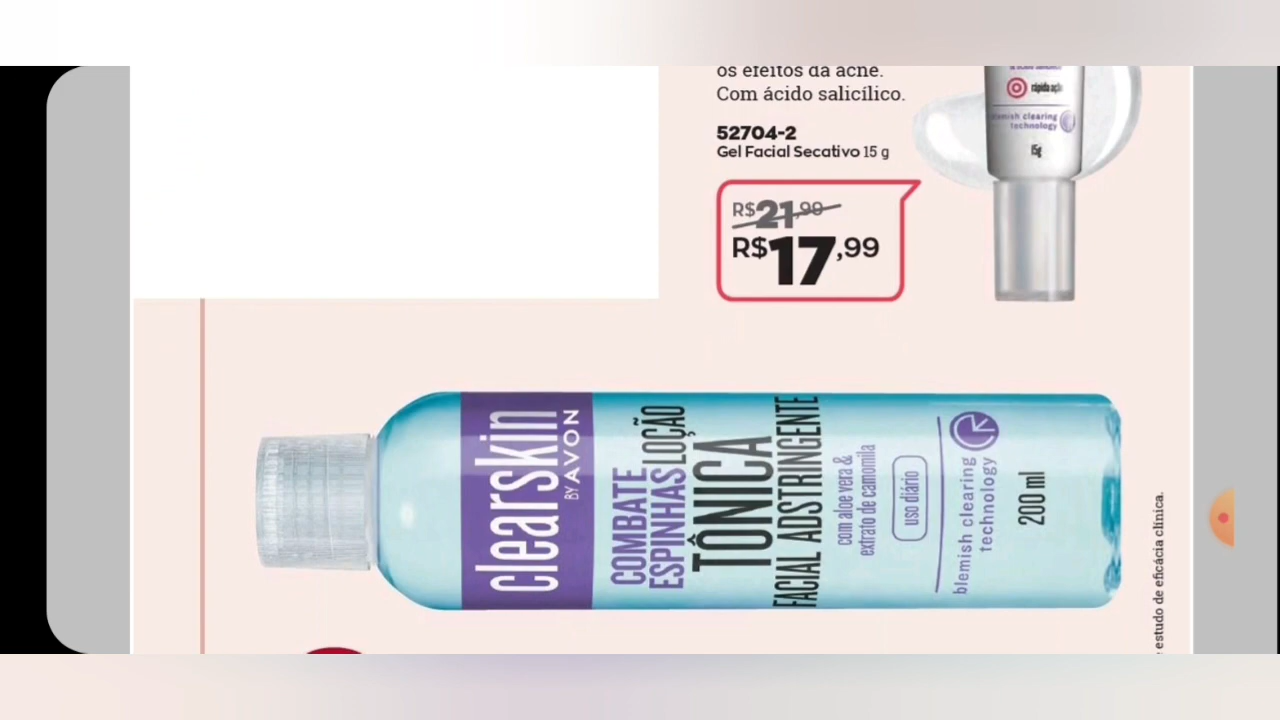 os efeitos da acne.
Com ácido salicílico.
52704-2
Gel Facial Secativo 15 g
R$21,99
R$17,99
rápida ação
blemish clearing
technology
15g
clearskin
BY AVON
COMBATE
ESPINHAS LOÇÃO
TÔNICA
FACIAL ADSTRINGENTE
com aloe vera &
extrato de camomila
uso diário
blemish clearing
technology
200 ml
estudo de eficácia clínica.